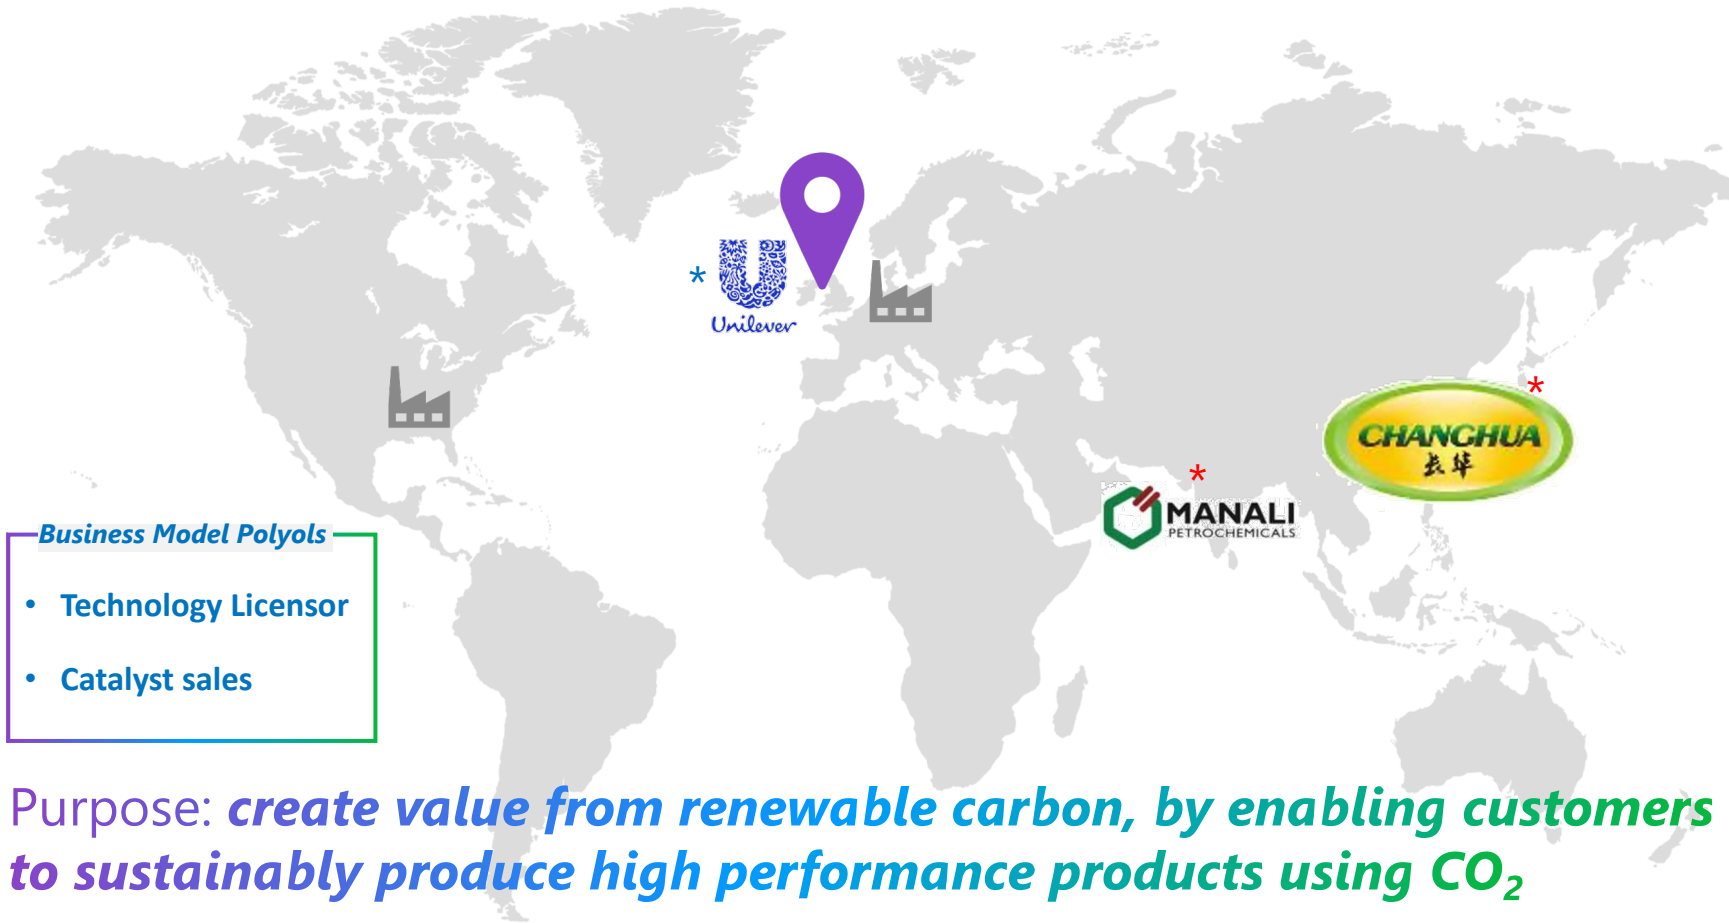 *
Unilever
*
CHANGHUA
长华
*
MANALI
PETROCHEMICALS
Business Model Polyols
• Technology Licensor
• Catalyst sales
Purpose: create value from renewable carbon, by enabling customers
to sustainably produce high performance products using CO₂